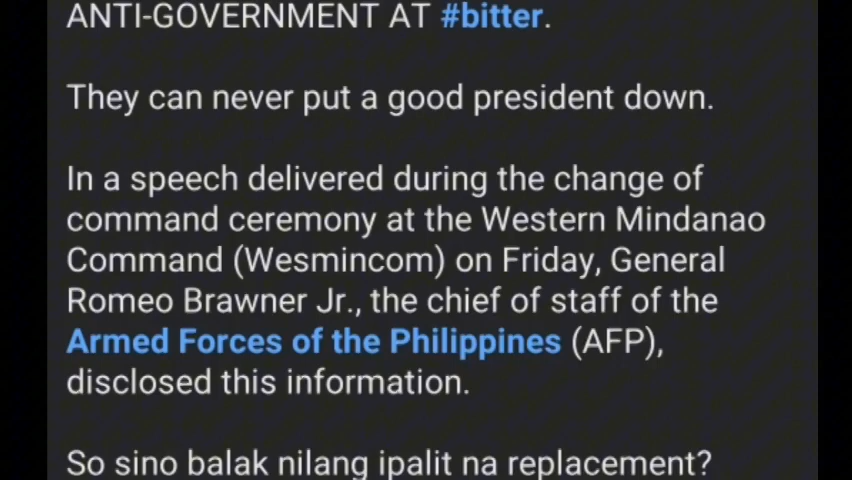 ANTI-GOVERNMENT AT #bitter.
They can never put a good president down.
In a speech delivered during the change of
command ceremony at the Western Mindanao
Command (Wesmincom) on Friday, General
Romeo Brawner Jr., the chief of staff of the
Armed Forces of the Philippines (AFP),
disclosed this information.
So sino balak nilang ipalit na replacement?